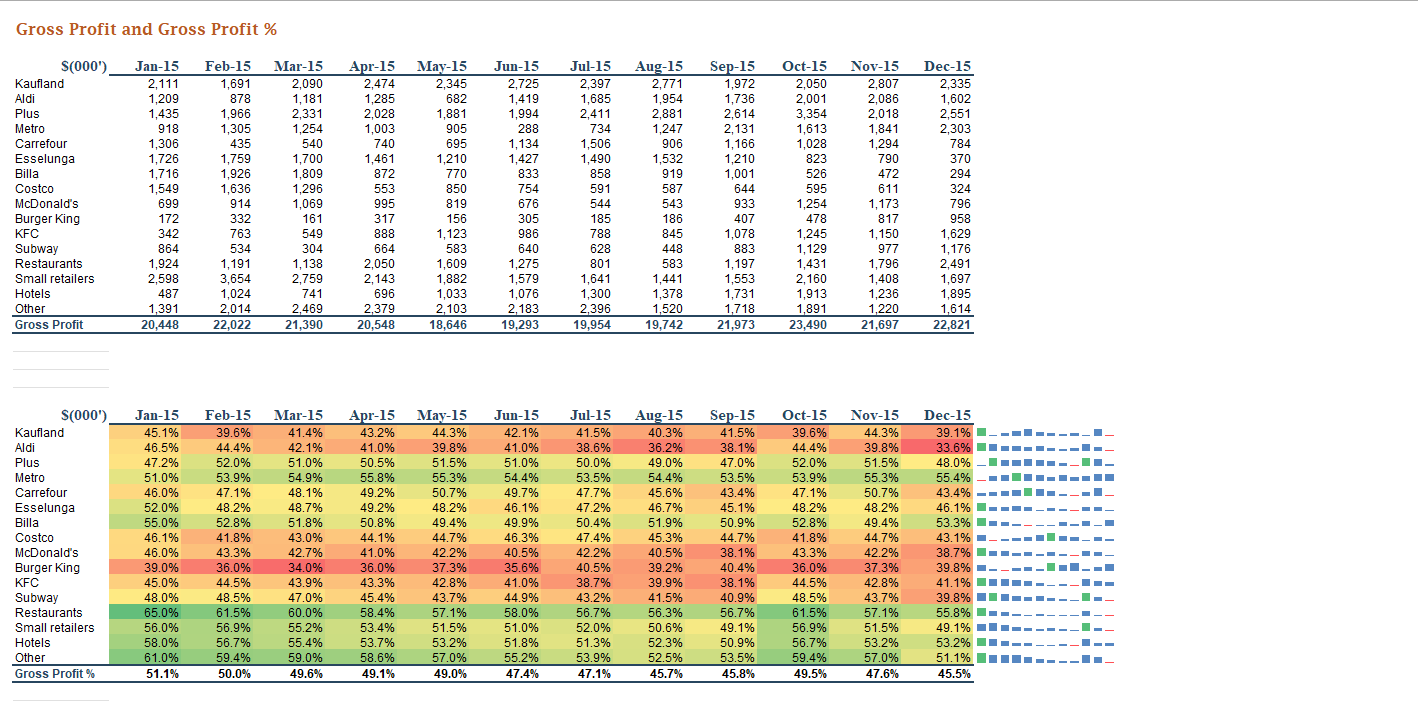 Gross Profit and Gross Profit %
$(000') Jan-15 Feb-15 Mar-15 Apr-15 May-15 Jun-15 Jul-15 Aug-15 Sep-15 Oct-15 Nov-15 Dec-15
Kaufland 2,111 1,691 2,090 2,474 2,345 2,725 2,397 2,771 1,972 2,050 2,807 2,335
Aldi 1,209 878 1,181 1,285 682 1,419 1,685 1,954 1,736 2,001 2,086 1,602
Plus 1,435 1,966 2,331 2,028 1,881 1,994 2,411 2,881 2,614 3,354 2,018 2,551
Metro 918 1,305 1,254 1,003 905 288 734 1,247 2,131 1,613 1,841 2,303
Carrefour 1,306 435 540 740 695 1,134 1,506 906 1,166 1,028 1,294 784
Esselunga 1,726 1,759 1,700 1,461 1,210 1,427 1,490 1,532 1,210 823 790 370
Billa 1,716 1,926 1,809 872 770 833 858 919 1,001 526 472 294
Costco 1,549 1,636 1,296 553 850 754 591 587 644 595 611 324
McDonald's 699 914 1,069 995 819 676 544 543 933 1,254 1,173 796
Burger King 172 332 161 317 156 305 185 186 407 478 817 958
KFC 342 763 549 888 1,123 986 788 845 1,078 1,245 1,150 1,629
Subway 864 534 304 664 583 640 628 448 883 1,129 977 1,176
Restaurants 1,924 1,191 1,138 2,050 1,609 1,275 801 583 1,197 1,431 1,796 2,491
Small retailers 2,598 3,654 2,759 2,143 1,882 1,579 1,641 1,441 1,553 2,160 1,408 1,697
Hotels 487 1,024 741 696 1,033 1,076 1,300 1,378 1,731 1,913 1,236 1,895
Other 1,391 2,014 2,469 2,379 2,103 2,183 2,396 1,520 1,718 1,891 1,220 1,614
Gross Profit 20,448 22,022 21,390 20,548 18,646 19,293 19,954 19,742 21,973 23,490 21,697 22,821
$(000') Jan-15 Feb-15 Mar-15 Apr-15 May-15 Jun-15 Jul-15 Aug-15 Sep-15 Oct-15 Nov-15 Dec-15
Kaufland 45.1% 39.6% 41.4% 43.2% 44.3% 42.1% 41.5% 40.3% 41.5% 39.6% 44.3% 39.1%
Aldi 46.5% 44.4% 42.1% 41.0% 39.8% 41.0% 38.6% 36.2% 38.1% 44.4% 39.8% 33.6%
Plus 47.2% 52.0% 51.0% 50.5% 51.5% 51.0% 50.0% 49.0% 47.0% 52.0% 51.5% 48.0%
Metro 51.0% 53.9% 54.9% 55.8% 55.3% 54.4% 53.5% 54.4% 53.5% 53.9% 55.3% 55.4%
Carrefour 46.0% 47.1% 48.1% 49.2% 50.7% 49.7% 47.7% 45.6% 43.4% 47.1% 50.7% 43.4%
Esselunga 52.0% 48.2% 48.7% 49.2% 48.2% 46.1% 47.2% 46.7% 45.1% 48.2% 48.2% 46.1%
Billa 55.0% 52.8% 51.8% 50.8% 49.4% 49.9% 50.4% 51.9% 50.9% 52.8% 49.4% 53.3%
Costco 46.1% 41.8% 43.0% 44.1% 44.7% 46.3% 47.4% 45.3% 44.7% 41.8% 44.7% 43.1%
McDonald's 46.0% 43.3% 42.7% 41.0% 42.2% 40.5% 42.2% 40.5% 38.1% 43.3% 42.2% 38.7%
Burger King 39.0% 36.0% 34.0% 36.0% 37.3% 35.6% 40.5% 39.2% 40.4% 36.0% 37.3% 39.8%
KFC 45.0% 44.5% 43.9% 43.3% 42.8% 41.0% 38.7% 39.9% 38.1% 44.5% 42.8% 41.1%
Subway 48.0% 48.5% 47.0% 45.4% 43.7% 44.9% 43.2% 41.5% 40.9% 48.5% 43.7% 39.8%
Restaurants 65.0% 61.5% 60.0% 58.4% 57.1% 58.0% 56.7% 56.3% 56.7% 61.5% 57.1% 55.8%
Small retailers 56.0% 56.9% 55.2% 53.4% 51.5% 51.0% 52.0% 50.6% 49.1% 56.9% 51.5% 49.1%
Hotels 58.0% 56.7% 55.4% 53.7% 53.2% 51.8% 51.3% 52.3% 50.9% 56.7% 53.2% 53.2%
Other 61.0% 59.4% 59.0% 58.6% 57.0% 55.2% 53.9% 52.5% 53.5% 59.4% 57.0% 51.1%
Gross Profit % 51.1% 50.0% 49.6% 49.1% 49.0% 47.4% 47.1% 45.7% 45.8% 49.5% 47.6% 45.5%